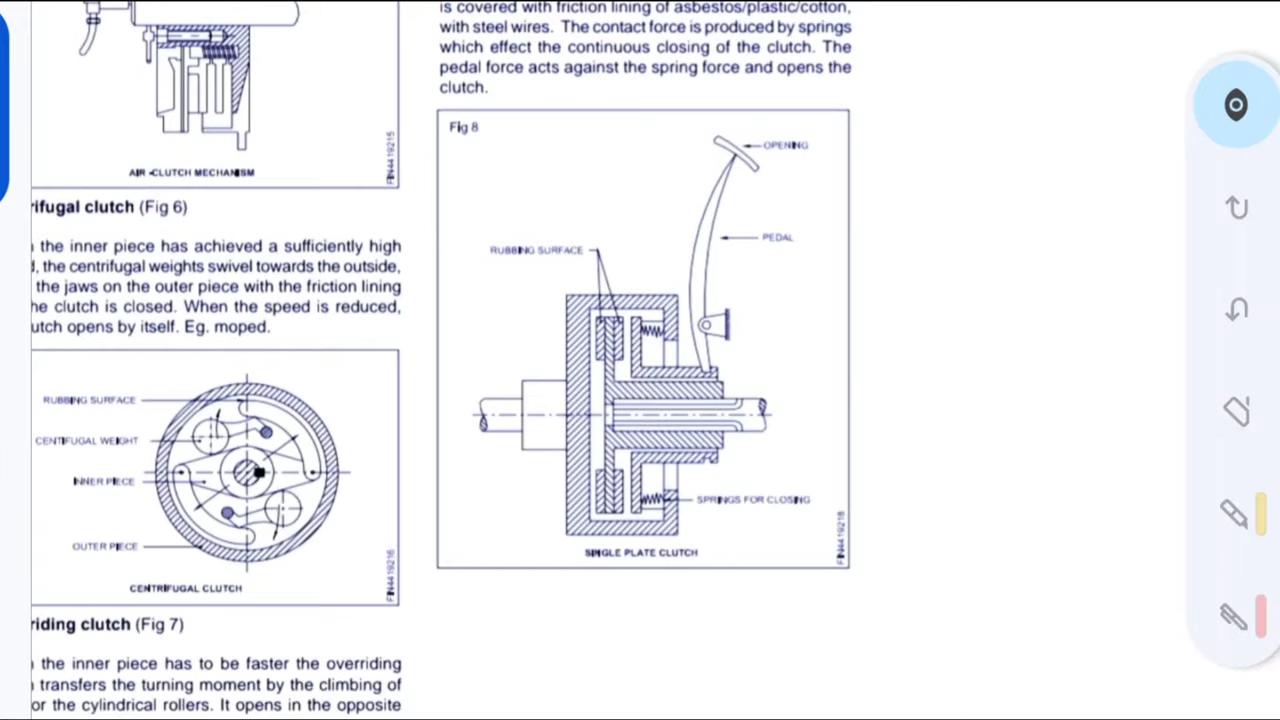 FIN4419215
AIR -CLUTCH MECHANISM
rifugal clutch (Fig 6)
the inner piece has achieved a sufficiently high
, the centrifugal weights swivel towards the outside,
the jaws on the outer piece with the friction lining
he clutch is closed. When the speed is reduced,
utch opens by itself. Eg. moped.
RUBBING SURFACE
CENTIFUGAL WEIGHT
INNER PIECE
OUTER PIECE
FIN4419216
CENTRIFUGAL CLUTCH
riding clutch (Fig 7)
the inner piece has to be faster the overriding
transfers the turning moment by the climbing of
or the cylindrical rollers. It opens in the opposite
is covered with friction lining of asbestos/plastic/cotton,
with steel wires. The contact force is produced by springs
which effect the continuous closing of the clutch. The
pedal force acts against the spring force and opens the
clutch.
Fig 8
OPENING
PEDAL
RUBBING SURFACE
SPRINGS FOR CLOSING
SINGLE PLATE CLUTCH
FIN4419218